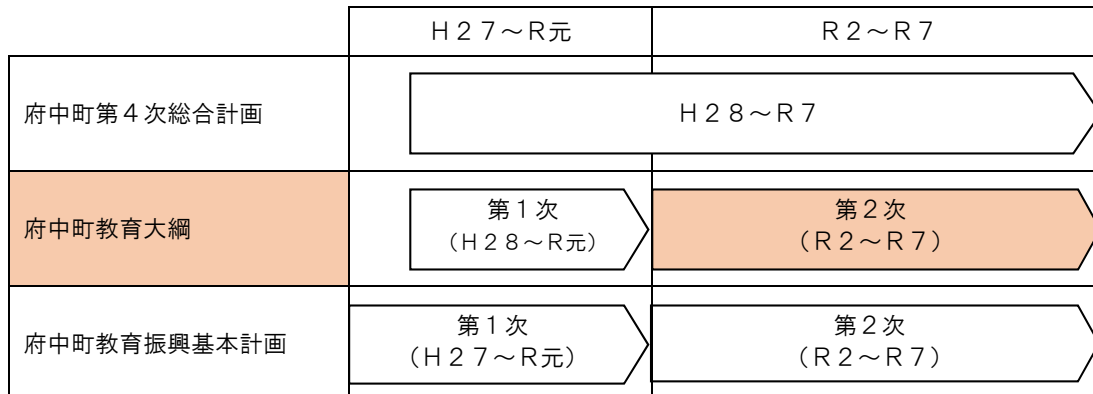 Ｈ２７～Ｒ元
Ｒ２～Ｒ７
府中町第４次総合計画
Ｈ２８～Ｒ７
府中町教育大綱
第１次
（Ｈ２８～Ｒ元）
第２次
（Ｒ２～Ｒ７）
府中町教育振興基本計画
第１次
（Ｈ２７～Ｒ元）
第２次
（Ｒ２～Ｒ７）